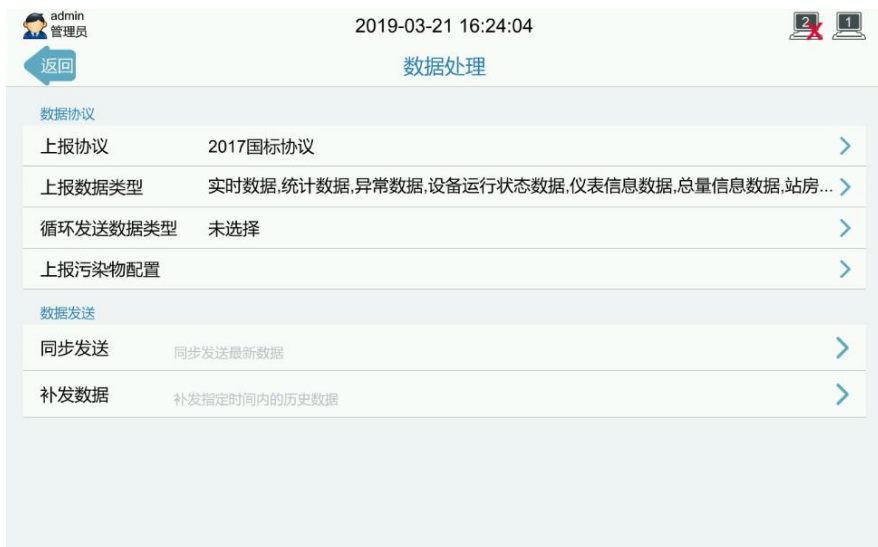 admin
管理员
2019-03-21 16:24:04
2
1
返回
数据处理
数据协议
上报协议 2017国标协议
上报数据类型 实时数据,统计数据,异常数据,设备运行状态数据,仪表信息数据,总量信息数据,站房...
循环发送数据类型 未选择
上报污染物配置
数据发送
同步发送 同步发送最新数据
补发数据 补发指定时间内的历史数据